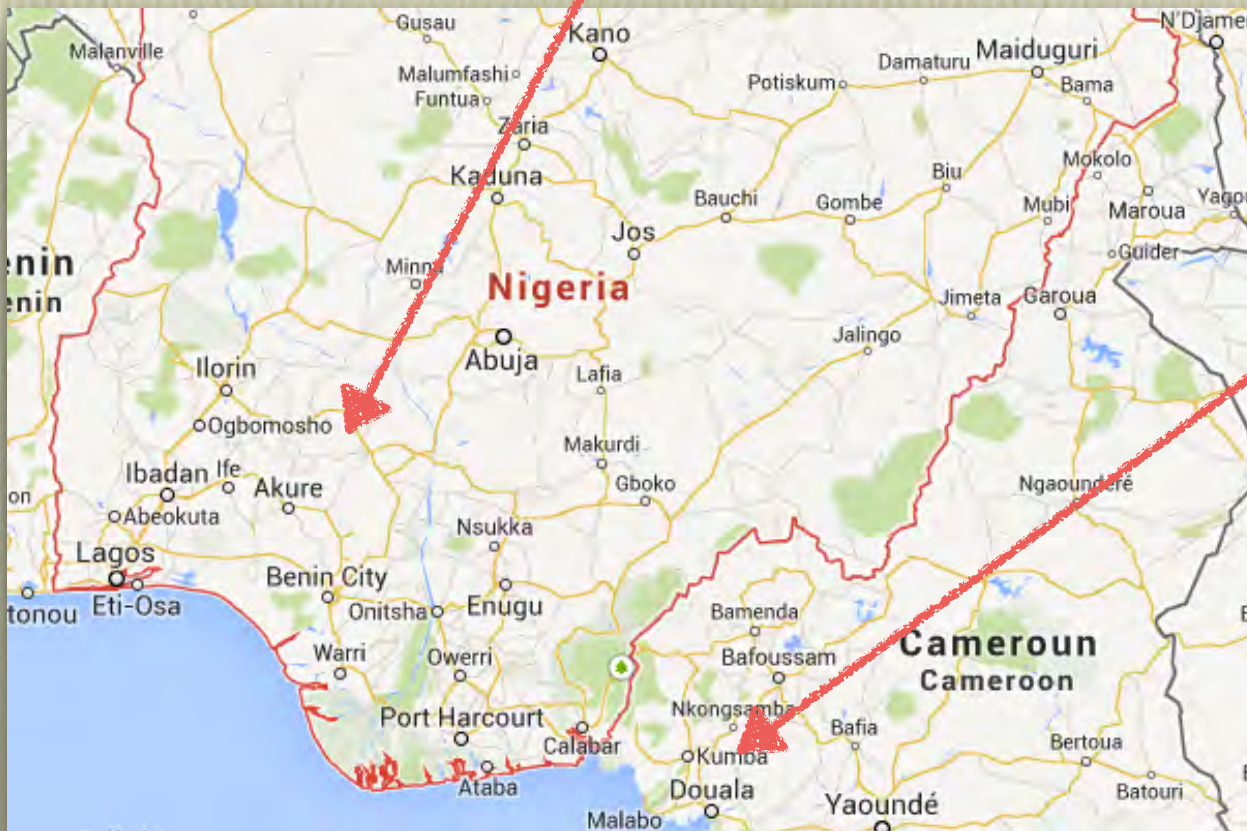 N'Djame
Gusau
Kano
Malanville
Maiduguri
Damaturu
Malumfashi
Potiskum
Bama
Funtua
Zaria
Mokolo
Kaduna
Biu
Bauchi
Gombe
Mubi
Maroua
Yagou
Jos
enin
enin
Minna
Guider
Nigeria
Jimeta
Garoua
Jalingo
Abuja
Ilorin
Lafia
Ogbomosho
Makurdi
Ibadan
Ife
Akure
Gboko
Ngaoundéré
on
Abeokuta
Nsukka
Lagos
Benin City
Eti-Osa
tonou
Onitsha
Enugu
Bamenda
Cameroun
Cameroon
Warri
Owerri
Bafoussam
Nkongsamba
Port Harcourt
Bafia
Calabar
Kumba
Bertoua
Ataba
Douala
Batouri
Yaoundé
Malabo